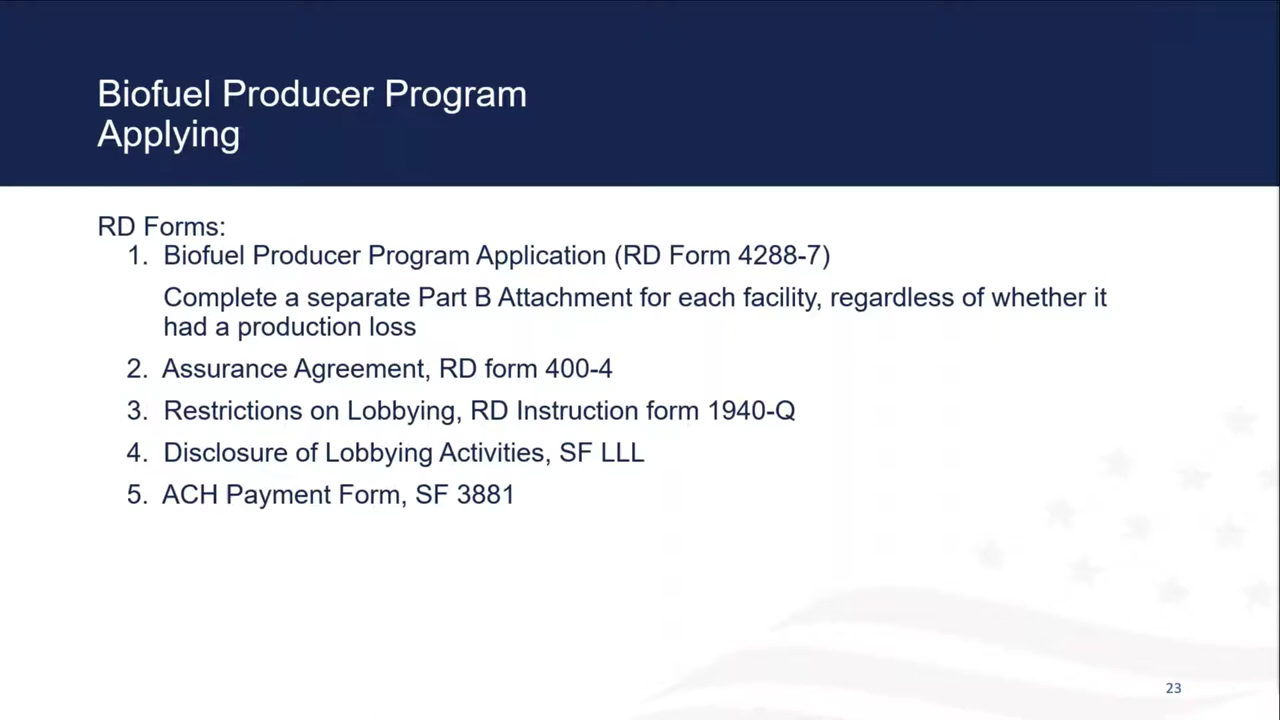 Biofuel Producer Program
Applying
RD Forms:
1. Biofuel Producer Program Application (RD Form 4288-7)
Complete a separate Part B Attachment for each facility, regardless of whether it
had a production loss
2. Assurance Agreement, RD form 400-4
3. Restrictions on Lobbying, RD Instruction form 1940-Q
4. Disclosure of Lobbying Activities, SF LLL
5. ACH Payment Form, SF 3881
23